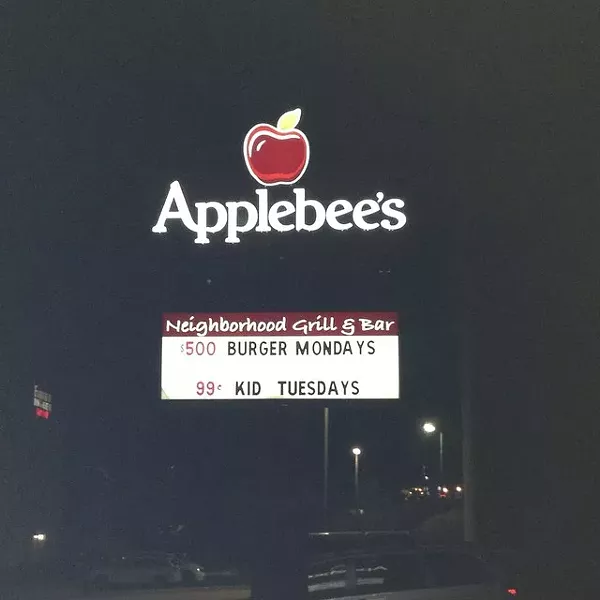 Applebee's
Neighborhood Grill & Bar
$500 BURGER MONDAYS
99¢ KID TUESDAYS